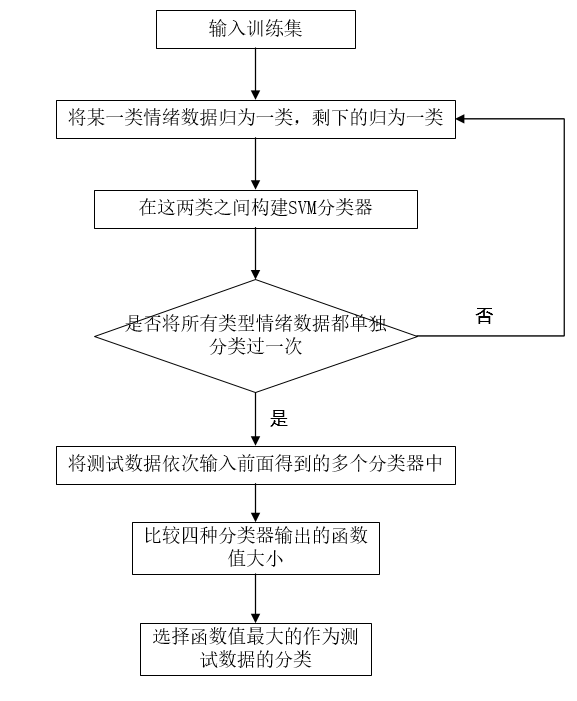 输入训练集
将某一类情绪数据归为一类，剩下的归为一类
在这两类之间构建SVM分类器
是否将所有类型情绪数据都单独
分类过一次
否
是
将测试数据依次输入前面得到的多个分类器中
比较四种分类器输出的函数
值大小
选择函数值最大的作为测
试数据的分类